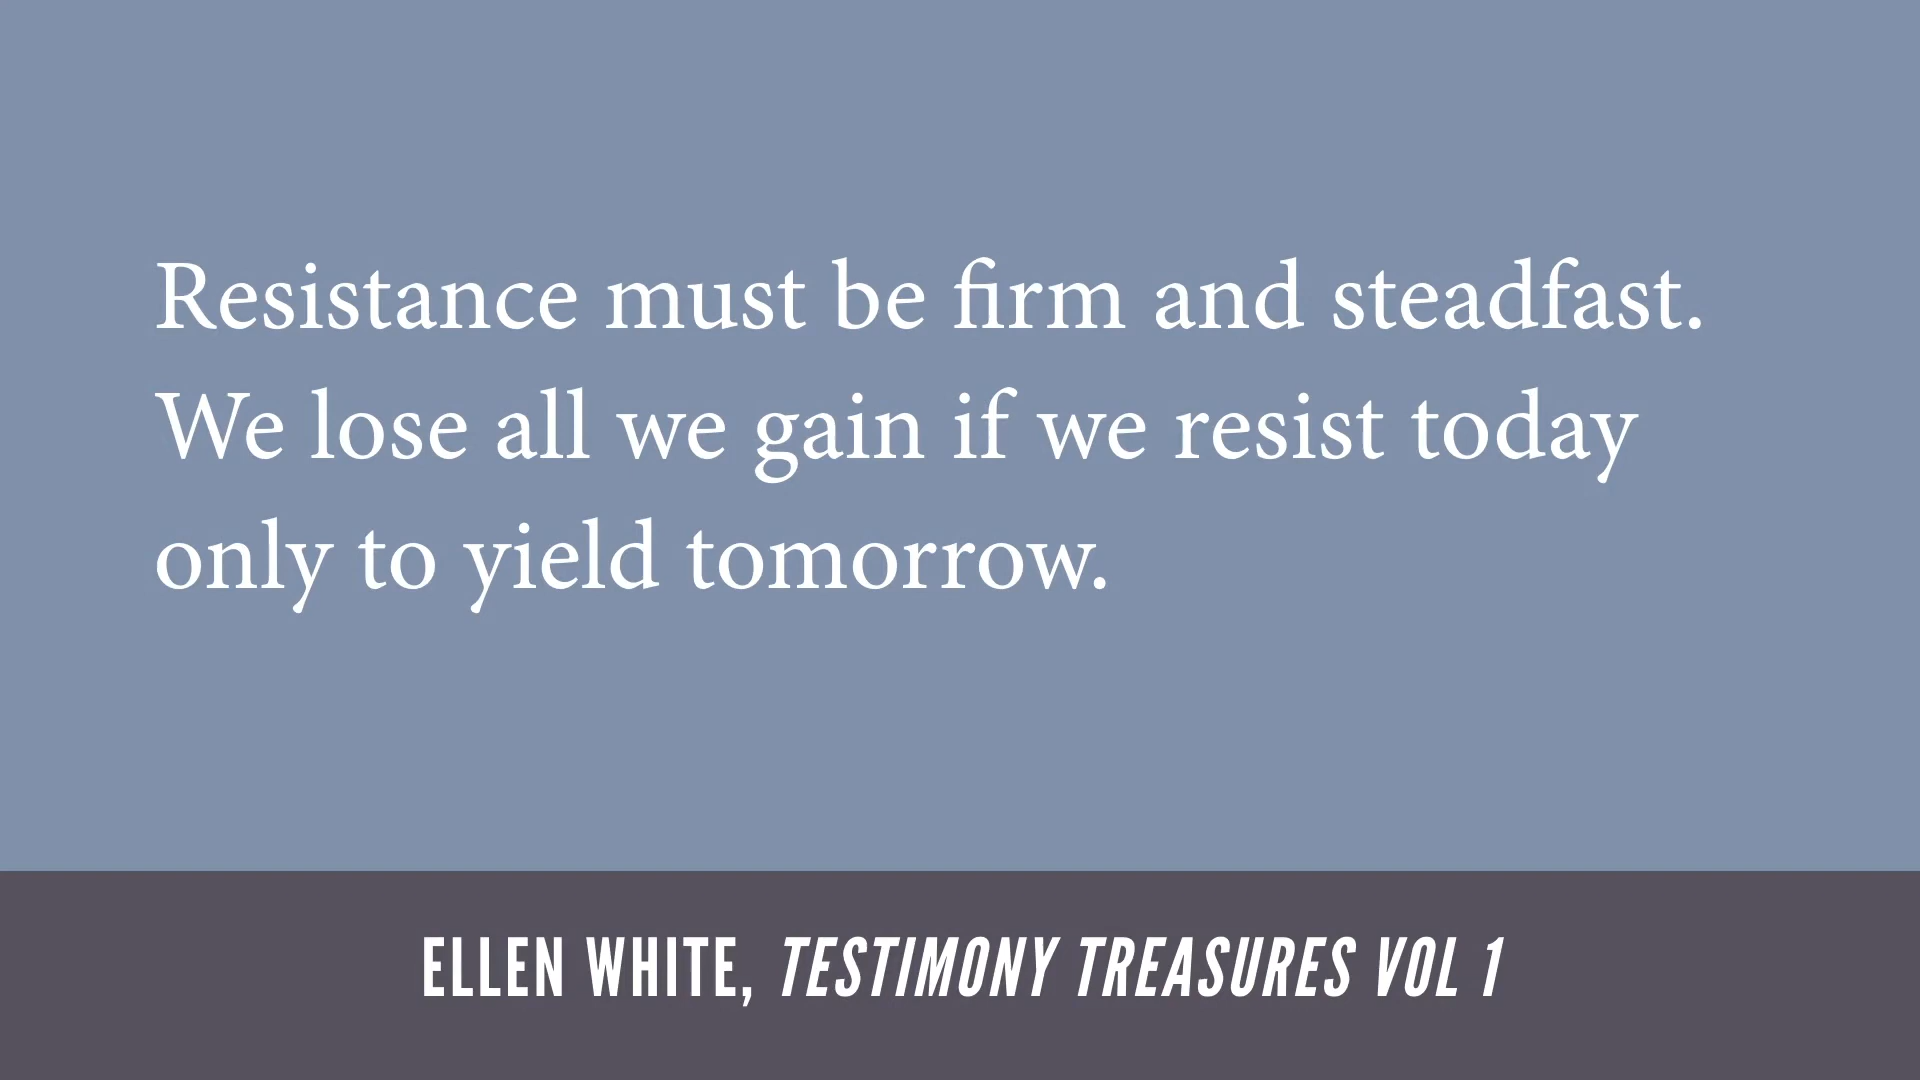 Resistance must be firm and steadfast.
We lose all we gain if we resist today
only to yield tomorrow.
ELLEN WHITE, TESTIMONY TREASURES VOL 1